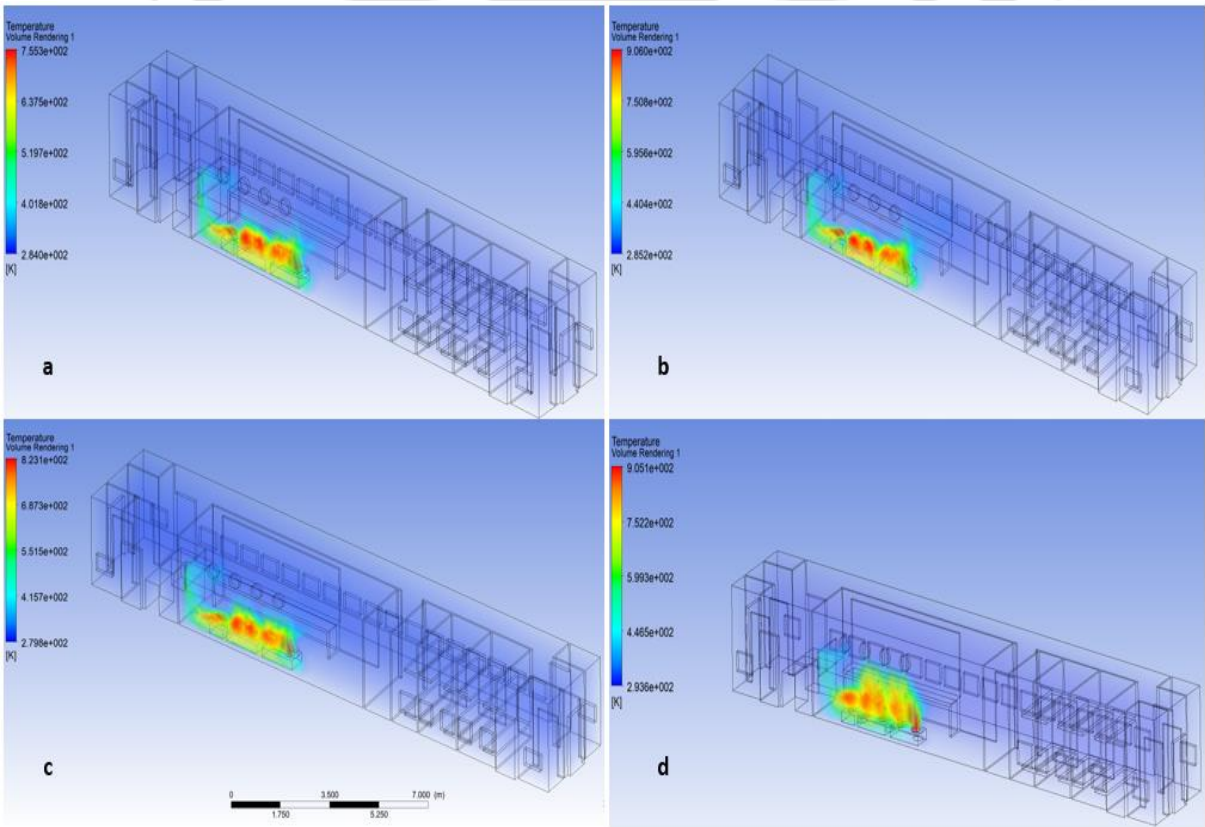 Temperature
Volume Rendering 1
7.553e+002
6.375e+002
5.197e+002
4.018e+002
2.840e+002
[K]
a
Temperature
Volume Rendering 1
9.060e+002
7.508e+002
5.956e+002
4.404e+002
2.852e+002
[K]
b
Temperature
Volume Rendering 1
8.231e+002
6.873e+002
5.515e+002
4.157e+002
2.798e+002
[K]
c
0 3.500 7.000 (m)
1.750 5.250
Temperature
Volume Rendering 1
9.051e+002
7.522e+002
5.993e+002
4.465e+002
2.936e+002
[K]
d